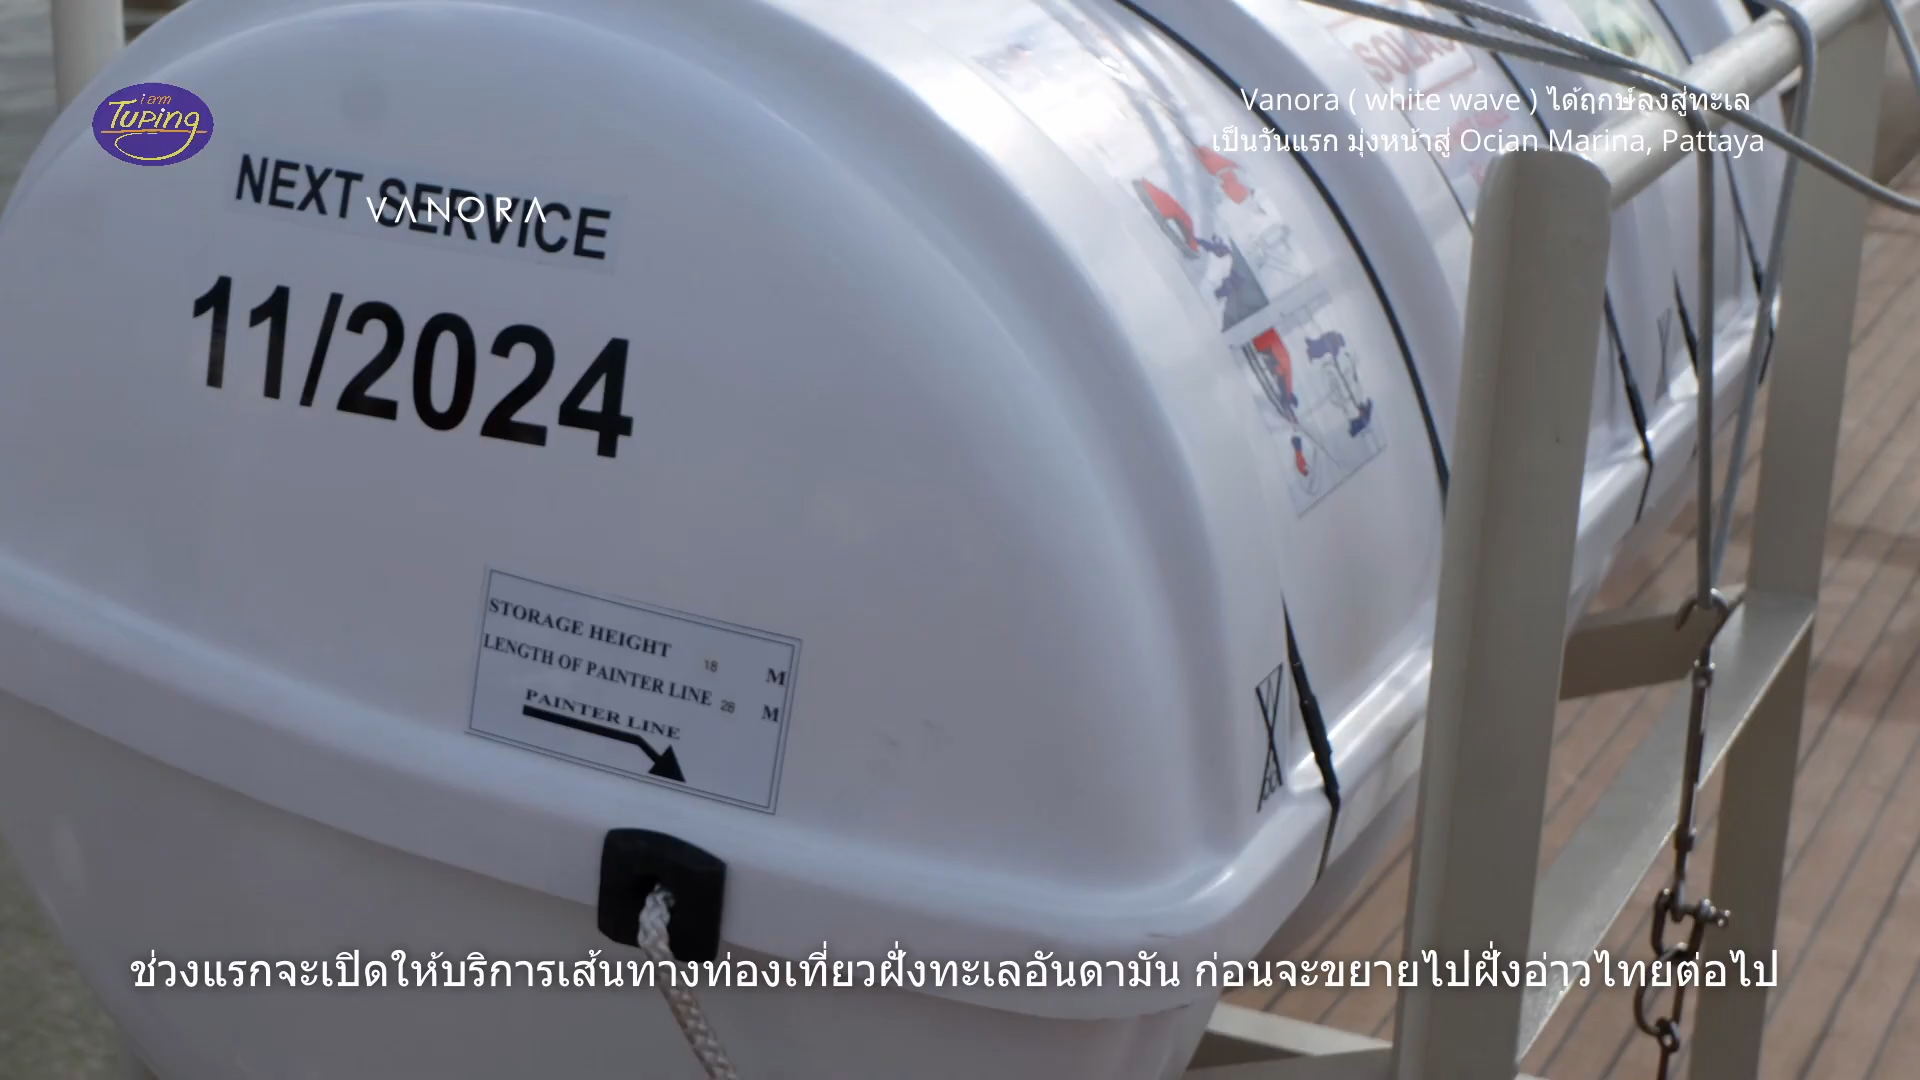 i am
Tuping
Vanora ( white wave ) ได้ฤกษ์ลงสู่ทะเล
เป็นวันแรก มุ่งหน้าสู่ Ocian Marina, Pattaya
SOLAS
NEXT SERVICE
VANORA
11/2024
STORAGE HEIGHT 18 M
LENGTH OF PAINTER LINE 28 M
PAINTER LINE
ช่วงแรกจะเปิดให้บริการเส้นทางท่องเที่ยวฝั่งทะเลอันดามัน ก่อนจะขยายไปฝั่งอ่าวไทยต่อไป